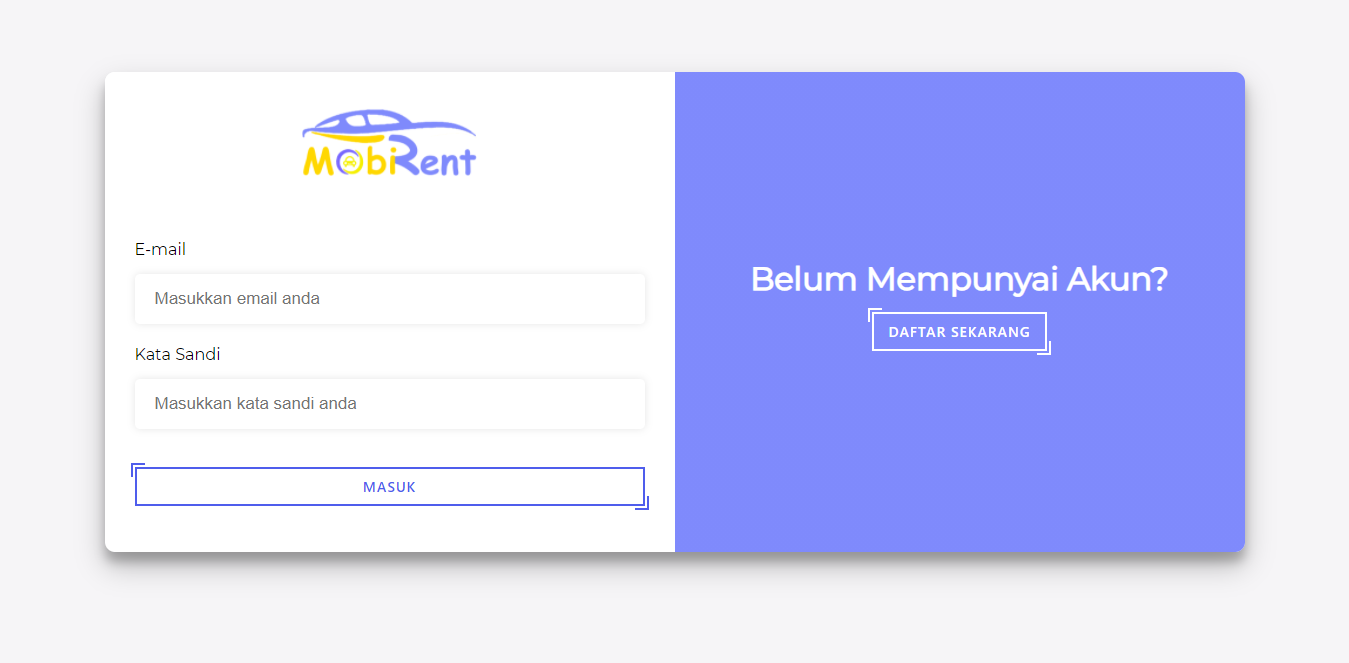 MobiRent
E-mail
Masukkan email anda
Kata Sandi
Masukkan kata sandi anda
MASUK
Belum Mempunyai Akun?
DAFTAR SEKARANG